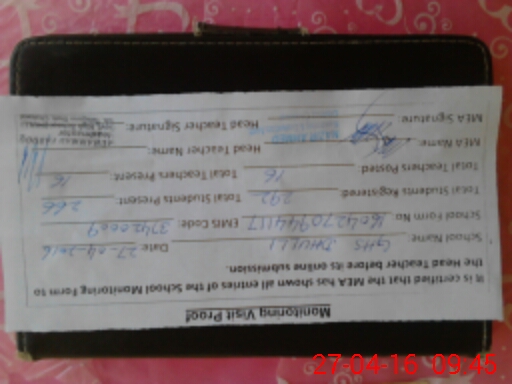 Monitoring Visit Proof
It is certified that the MEA has shown all entries of the School Monitoring Form to
the Head Teacher before its online submission.
School Name GHS DHULLI Date 27-04-2016
School Form No. EMIS Code:
Total Students Registered: 292 Total Students Present: 266
Total Teachers Posted: 16 Total Teachers Present: 16
MEA Name: Head Teacher Name:
MEA Signature: Head Teacher Signature:
27-04-16 09:45